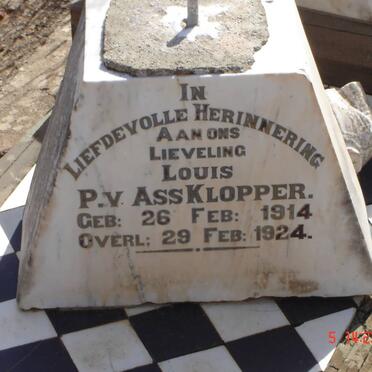 In
Liefdevolle Herinnering
Aan ons
Lieveling
Louis
P.v. AssKlopper.
Geb: 26 Feb: 1914
Overl: 29 Feb: 1924.